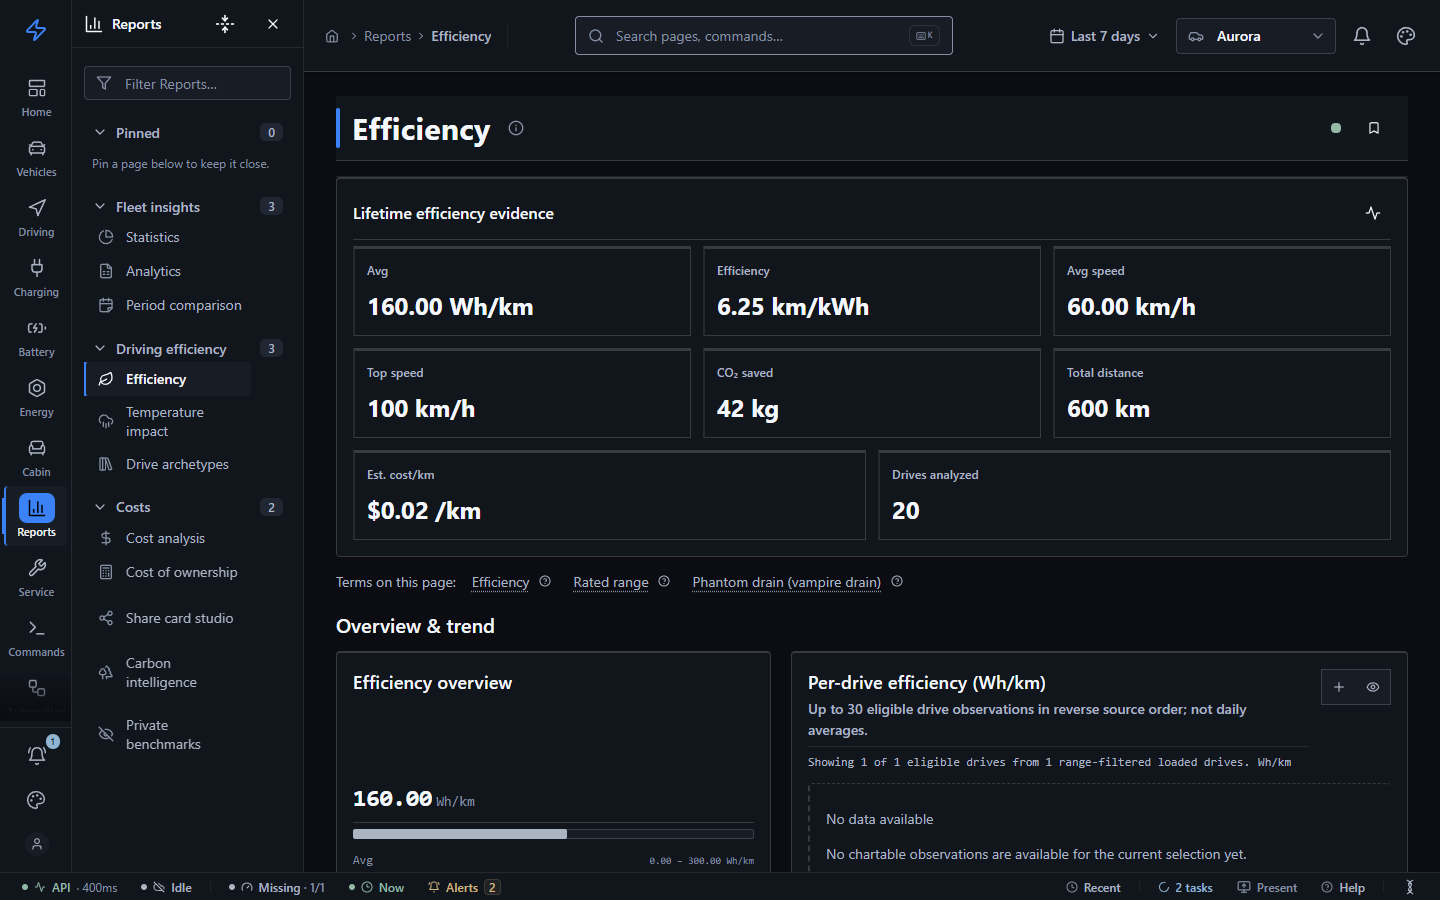 Reports
Reports
Efficiency
Search pages, commands...
K
Last 7 days
Aurora
Home
Vehicles
Driving
Charging
Battery
Energy
Cabin
Reports
Service
Commands
1
Filter Reports...
Pinned
0
Pin a page below to keep it close.
Fleet insights
3
Statistics
Analytics
Period comparison
Driving efficiency
3
Efficiency
Temperature
impact
Drive archetypes
Costs
2
Cost analysis
Cost of ownership
Share card studio
Carbon
intelligence
Private
benchmarks
Efficiency
Lifetime efficiency evidence
Avg
160.00 Wh/km
Efficiency
6.25 km/kWh
Avg speed
60.00 km/h
Top speed
100 km/h
CO₂ saved
42 kg
Total distance
600 km
Est. cost/km
$0.02 /km
Drives analyzed
20
Terms on this page:
Efficiency
Rated range
Phantom drain (vampire drain)
Overview & trend
Efficiency overview
160.00 Wh/km
Avg
0.00 – 300.00 Wh/km
Per-drive efficiency (Wh/km)
Up to 30 eligible drive observations in reverse source order; not daily
averages.
Showing 1 of 1 eligible drives from 1 range-filtered loaded drives. Wh/km
No data available
No chartable observations are available for the current selection yet.
API · 400ms
Idle
Missing · 1/1
Now
Alerts 2
Recent
2 tasks
Present
Help